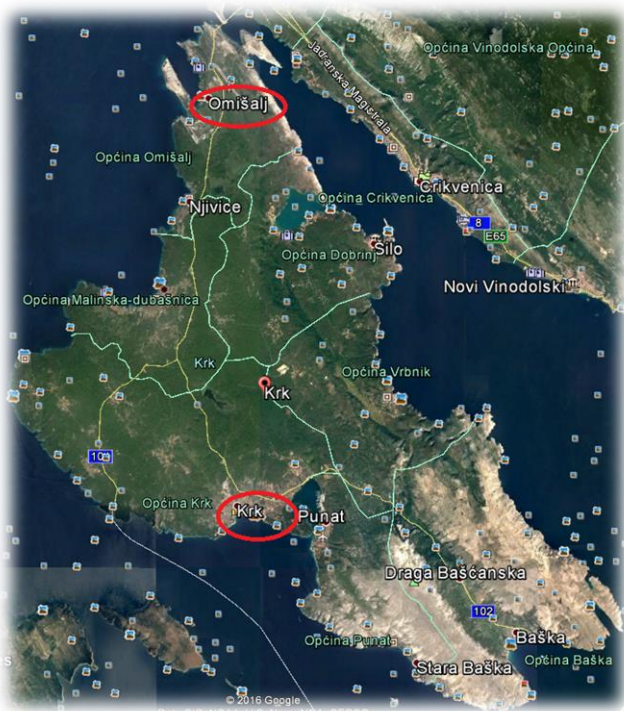 Općina Vinodolska Općina
Jadranska Magistrala
Omišalj
Općina Omišalj
Crikvenica
Općina Crikvenica
Njivice
8
E65
Općina Dobrinj
Šilo
Novi Vinodolski
Općina Malinska-dubašnica
Krk
Općina Vrbnik
Krk
Općina Krk
Krk
Punat
Draga Bašćanska
102
Općina Punat
Baška
Stara Baška
Općina Baška
© 2016 Google